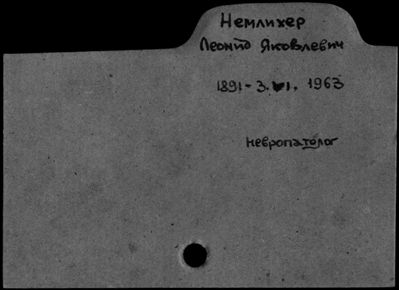 Немлихер
Леонид Яковлевич
1891 - 3.VI. 1963
невропатолог